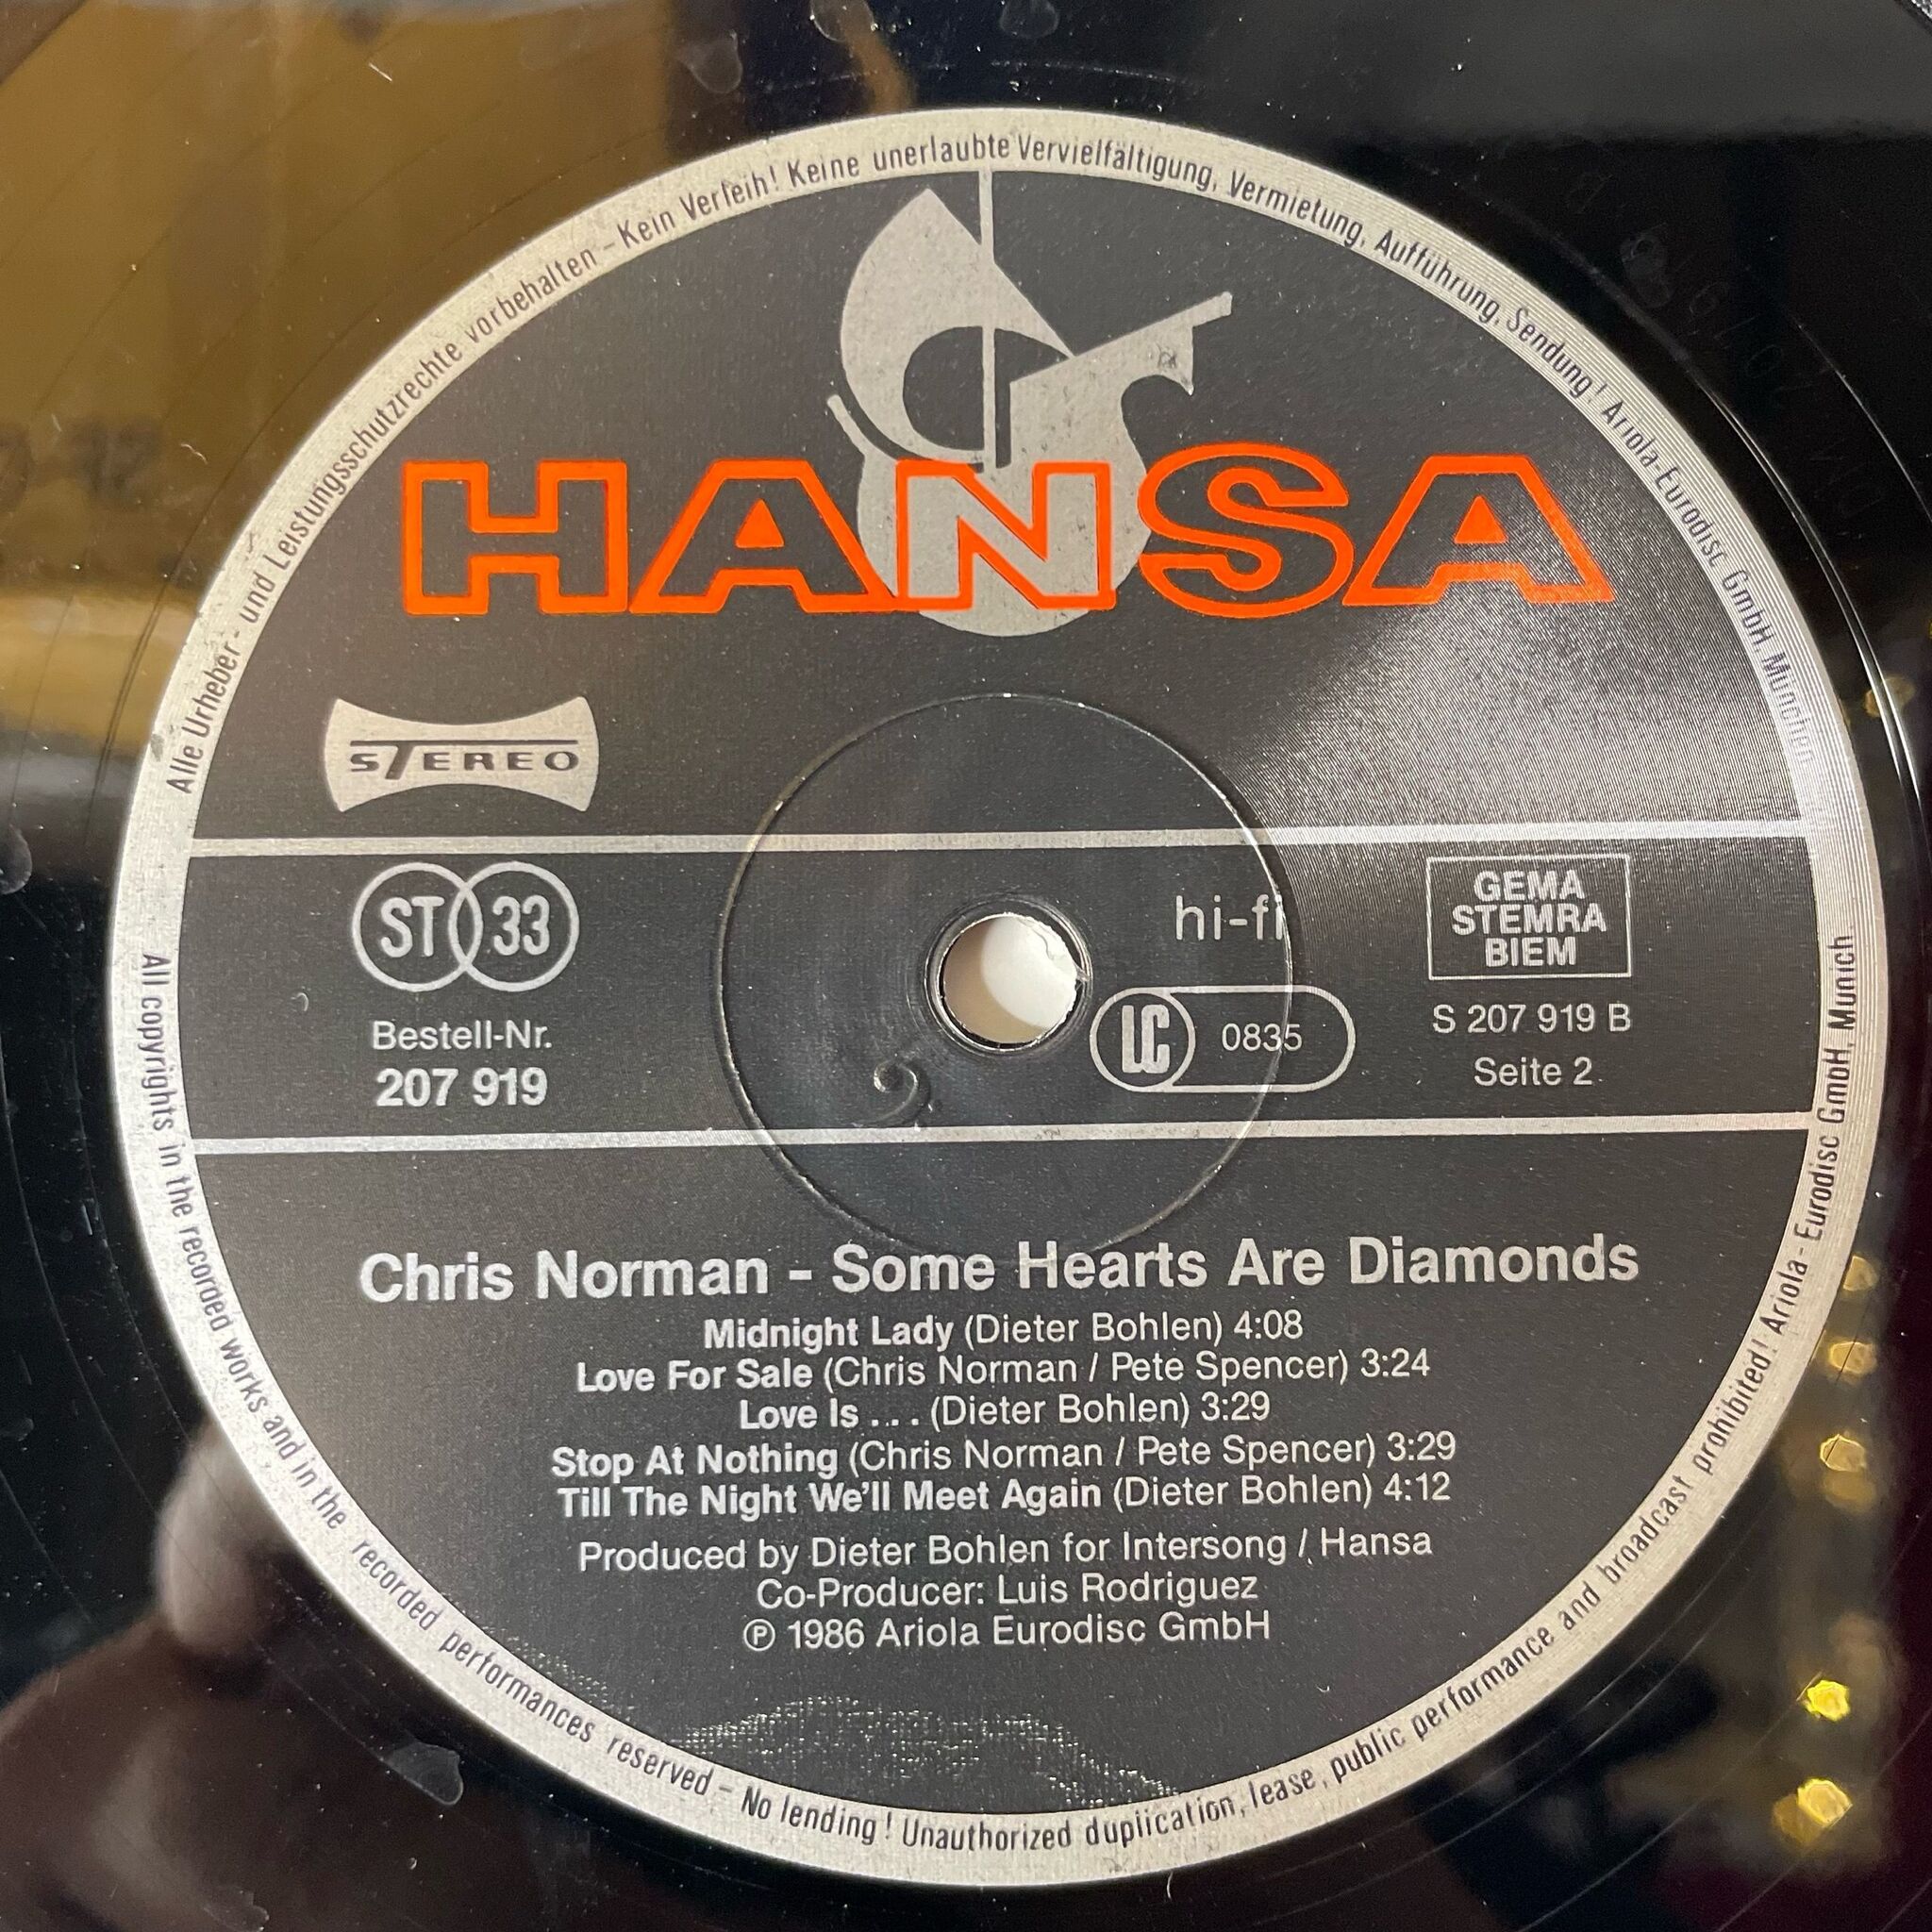 Alle Urheber- und Leistungsschutzrechte vorbehalten – Kein Verleih! Keine unerlaubte Vervielfältigung, Vermietung, Aufführung, Sendung! Ariola-Eurodisc GmbH, München
HANSA
STEREO
ST 33
hi-fi
GEMA
STEMRA
BIEM
Bestell-Nr.
207 919
LC 0835
S 207 919 B
Seite 2
Chris Norman - Some Hearts Are Diamonds
Midnight Lady (Dieter Bohlen) 4:08
Love For Sale (Chris Norman / Pete Spencer) 3:24
Love Is ... (Dieter Bohlen) 3:29
Stop At Nothing (Chris Norman / Pete Spencer) 3:29
Till The Night We'll Meet Again (Dieter Bohlen) 4:12
Produced by Dieter Bohlen for Intersong / Hansa
Co-Producer: Luis Rodriguez
Ⓟ 1986 Ariola Eurodisc GmbH
All copyrights in the recorded works and in the recorded performances reserved – No lending! Unauthorized duplication, lease, public performance and broadcast prohibited! Ariola-Eurodisc GmbH, Munich